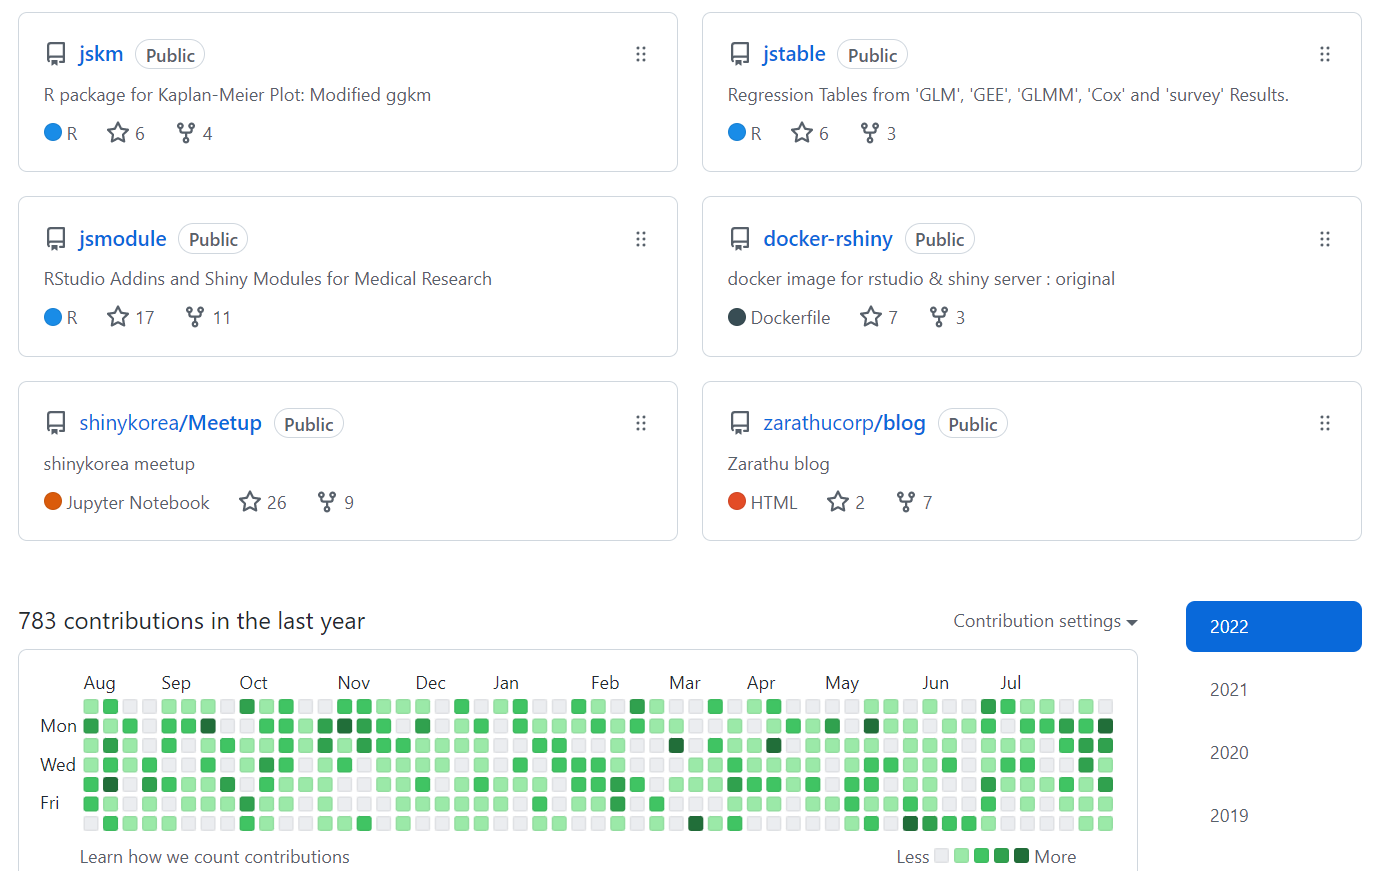 jskm Public
R package for Kaplan-Meier Plot: Modified ggkm
R 6 4
jstable Public
Regression Tables from 'GLM', 'GEE', 'GLMM', 'Cox' and 'survey' Results.
R 6 3
jsmodule Public
RStudio Addins and Shiny Modules for Medical Research
R 17 11
docker-rshiny Public
docker image for rstudio & shiny server : original
Dockerfile 7 3
shinykorea/Meetup Public
shinykorea meetup
Jupyter Notebook 26 9
zarathucorp/blog Public
Zarathu blog
HTML 2 7
783 contributions in the last year
Contribution settings
Aug Sep Oct Nov Dec Jan Feb Mar Apr May Jun Jul
Mon
Wed
Fri
Learn how we count contributions
Less More
2022
2021
2020
2019